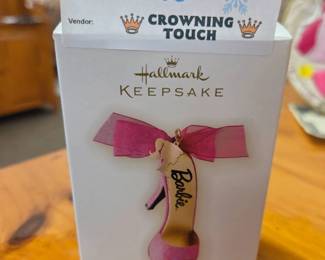 Vendor:
CROWNING
TOUCH
Hallmark
KEEPSAKE
Barbie